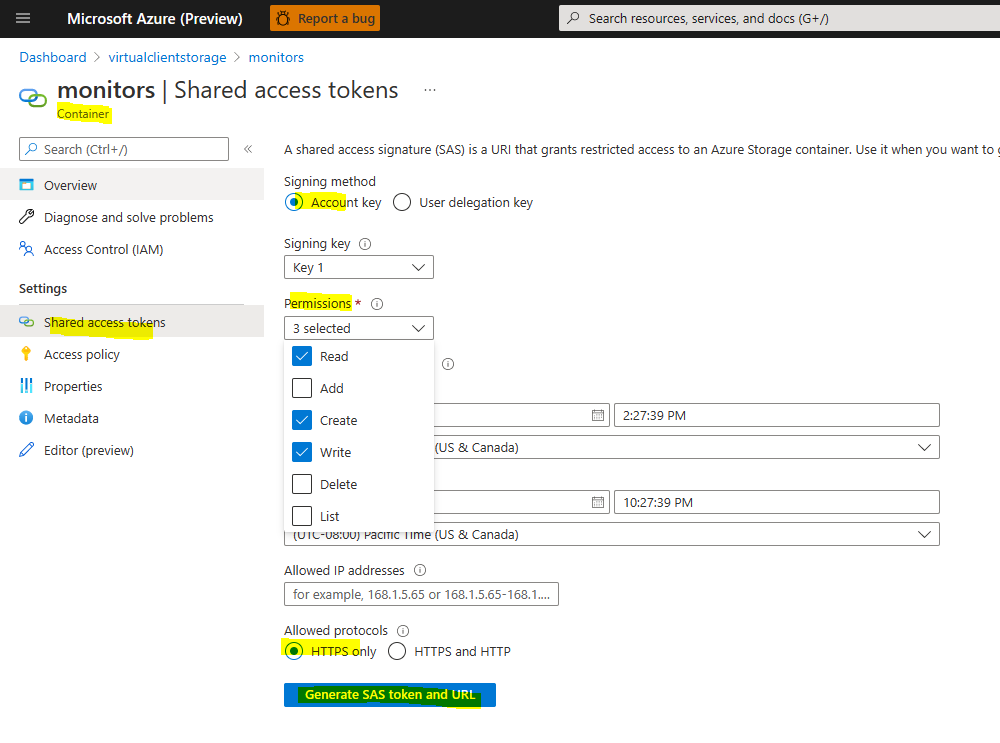 Microsoft Azure (Preview)
Report a bug
Search resources, services, and docs (G+/)
Dashboard > virtualclientstorage > monitors
monitors | Shared access tokens ...
Container
Search (Ctrl+/)
«
Overview
Diagnose and solve problems
Access Control (IAM)
Settings
Shared access tokens
Access policy
Properties
Metadata
Editor (preview)
A shared access signature (SAS) is a URI that grants restricted access to an Azure Storage container. Use it when you want to
Signing method
Account key
User delegation key
Signing key
Key 1
Permissions *
3 selected
Read
Add
Create
Write
Delete
List
2:27:39 PM
(US & Canada)
10:27:39 PM
(UTC-08:00) Pacific Time (US & Canada)
Allowed IP addresses
for example, 168.1.5.65 or 168.1.5.65-168.1....
Allowed protocols
HTTPS only
HTTPS and HTTP
Generate SAS token and URL